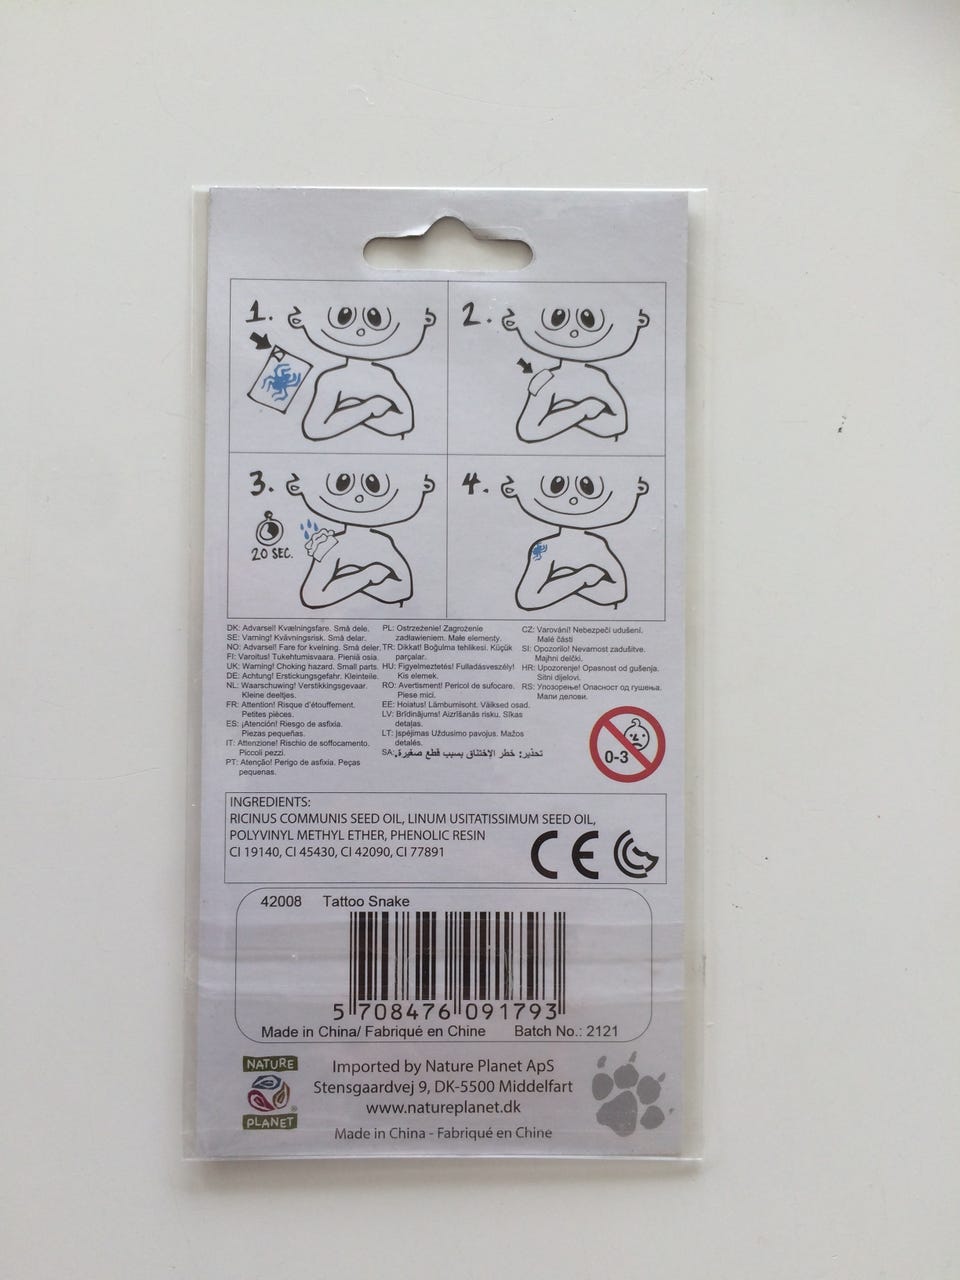 1.
2.
3.
4.
20 SEC.
DK: Advarsel! Kvælningsfare. Små dele.
SE: Varning! Kvävningsrisk. Små delar.
NO: Advarsel! Fare for kvelning. Små deler.
FI: Varoitus! Tukehtumisvaara. Pieniä osia.
UK: Warning! Choking hazard. Small parts.
DE: Achtung! Erstickungsgefahr. Kleinteile.
NL: Waarschuwing! Verstikkingsgevaar.
Kleine deeltjes.
FR: Attention! Risque d'étouffement.
Petites pièces.
ES: ¡Atención! Riesgo de asfixia.
Piezas pequeñas.
IT: Attenzione! Rischio di soffocamento.
Piccoli pezzi.
PT: Atenção! Perigo de asfixia. Peças
pequenas.
PL: Ostrzeżenie! Zagrożenie
zadławieniem. Małe elementy.
TR: Dikkat! Boğulma tehlikesi. Küçük
parçalar.
HU: Figyelmeztetés! Fulladásveszély!
Kis elemek.
RO: Avertisment! Pericol de sufocare.
Piese mici.
EE: Hoiatus! Lämbumisoht. Väiksed osad.
LV: Brīdinājums! Aizrīšanās risku. Sīkas
detaļas.
LT: Įspėjimas Uždusimo pavojus. Mažos
detalės.
SA: تحذير: خطر الإختناق بسبب قطع صغيرة.
CZ: Varování! Nebezpečí udušení.
Malé části
SI: Opozorilo! Nevarnost zadušitve.
Majhni delčki.
HR: Upozorenje! Opasnost od gušenja.
Sitni dijelovi.
RS: Упозорење! Опасност од гушења.
Мали делови.
0-3
INGREDIENTS:
RICINUS COMMUNIS SEED OIL, LINUM USITATISSIMUM SEED OIL,
POLYVINYL METHYL ETHER, PHENOLIC RESIN
CI 19140, CI 45430, CI 42090, CI 77891
CE
42008 Tattoo Snake
5 708476 091793
Made in China/ Fabriqué en Chine Batch No.: 2121
NATURE
PLANET
®
Imported by Nature Planet ApS
Stensgaardvej 9, DK-5500 Middelfart
www.natureplanet.dk
Made in China - Fabriqué en Chine